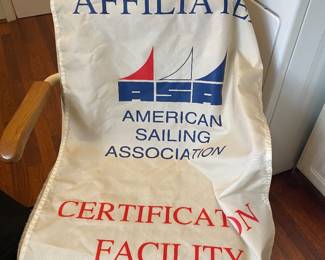 AFFILIATE
ASA
AMERICAN
SAILING
ASSOCIATION
CERTIFICATION
FACILITY